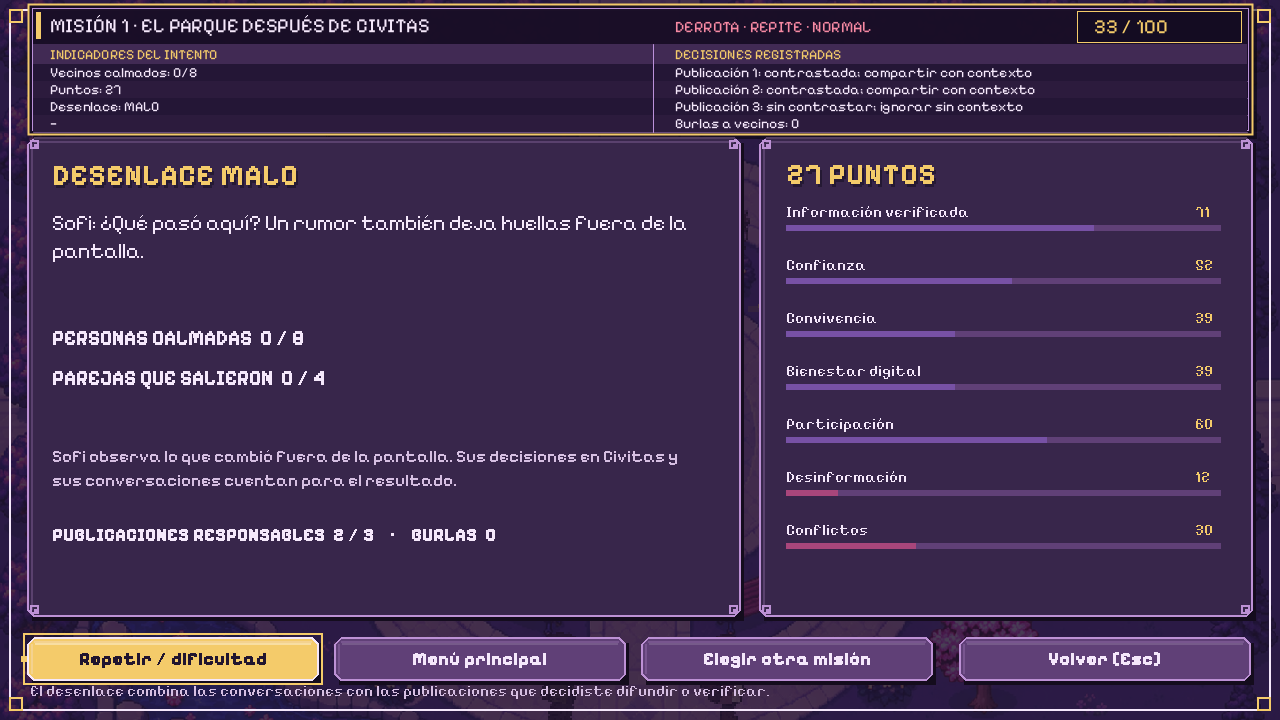 MISIÓN 1 · EL PARQUE DESPUÉS DE CIVITAS
DERROTA · REPITE · NORMAL
33 / 100
INDICADORES DEL INTENTO
Vecinos calmados: 0/8
Puntos: 27
Desenlace: MALO
-
DECISIONES REGISTRADAS
Publicación 1: contrastada; compartir con contexto
Publicación 2: contrastada; compartir con contexto
Publicación 3: sin contrastar; ignorar sin contexto
Burlas a vecinos: 0
DESENLACE MALO
Sofi: ¿Qué pasó aquí? Un rumor también deja huellas fuera de la
pantalla.
PERSONAS CALMADAS 0 / 8
PAREJAS QUE SALIERON 0 / 4
Sofi observa lo que cambió fuera de la pantalla. Sus decisiones en Civitas y
sus conversaciones cuentan para el resultado.
PUBLICACIONES RESPONSABLES 2 / 3 · BURLAS 0
27 PUNTOS
Información verificada 71
Confianza 52
Convivencia 39
Bienestar digital 39
Participación 60
Desinformación 12
Conflictos 30
Repetir / dificultad
Menú principal
Elegir otra misión
Volver (Esc)
El desenlace combina las conversaciones con las publicaciones que decidiste difundir o verificar.